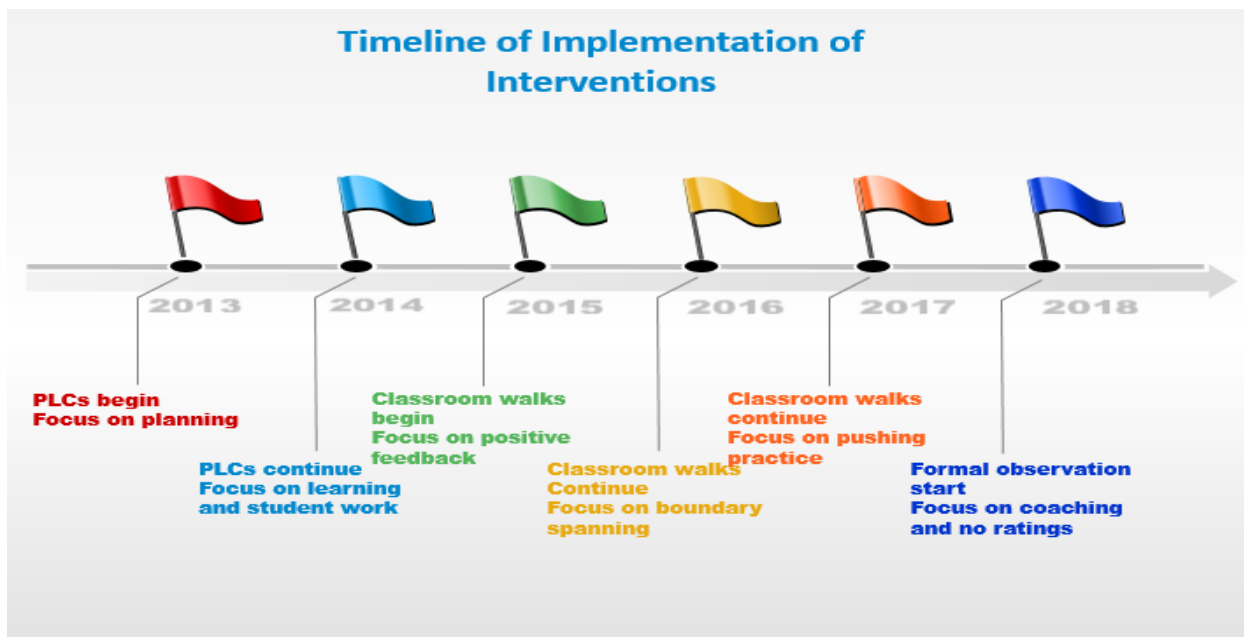 Timeline of Implementation of
Interventions
2013
2014
2015
2016
2017
2018
PLCs begin
Focus on planning
PLCs continue
Focus on learning
and student work
Classroom walks
begin
Focus on positive
feedback
Classroom walks
Continue
Focus on boundary
spanning
Classroom walks
continue
Focus on pushing
practice
Formal observation
start
Focus on coaching
and no ratings